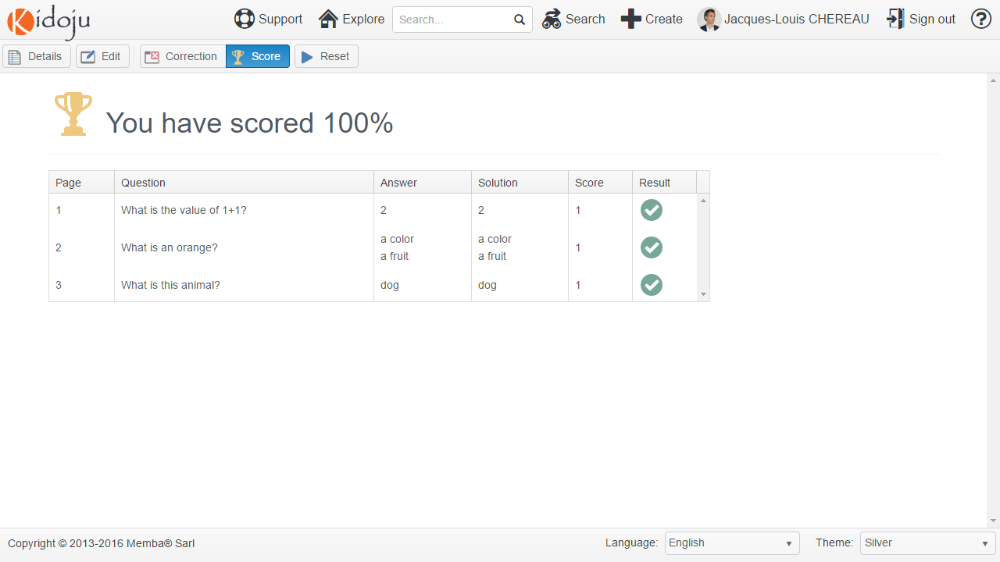 Kidoju Support Explore Search... Search Create Jacques-Louis CHEREAU Sign out ?
Details Edit Correction Score Reset
You have scored 100%
Page Question Answer Solution Score Result
1 What is the value of 1+1? 2 2 1
2 What is an orange? a color a fruit a color a fruit 1
3 What is this animal? dog dog 1
Copyright © 2013-2016 Memba® Sarl Language: English Theme: Silver